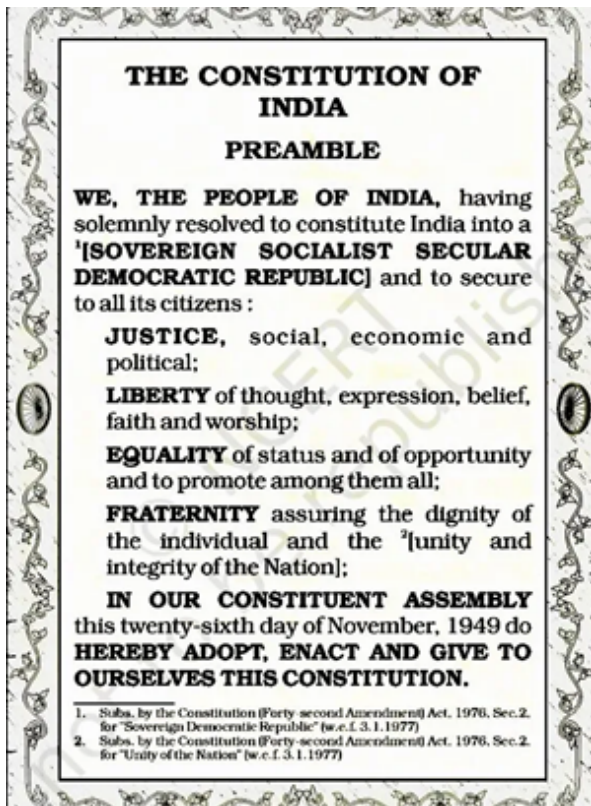 THE CONSTITUTION OF
INDIA
PREAMBLE
WE, THE PEOPLE OF INDIA, having
solemnly resolved to constitute India into a
¹[SOVEREIGN SOCIALIST SECULAR
DEMOCRATIC REPUBLIC] and to secure
to all its citizens :
JUSTICE, social, economic and
political;
LIBERTY of thought, expression, belief,
faith and worship;
EQUALITY of status and of opportunity
and to promote among them all;
FRATERNITY assuring the dignity of
the individual and the ²[unity and
integrity of the Nation];
IN OUR CONSTITUENT ASSEMBLY
this twenty-sixth day of November, 1949 do
HEREBY ADOPT, ENACT AND GIVE TO
OURSELVES THIS CONSTITUTION.
1. Subs. by the Constitution (Forty-second Amendment) Act, 1976, Sec.2,
for "Sovereign Democratic Republic" (w.e.f. 3.1.1977)
2. Subs. by the Constitution (Forty-second Amendment) Act, 1976, Sec.2,
for "Unity of the Nation" (w.e.f. 3.1.1977)
© NCERT